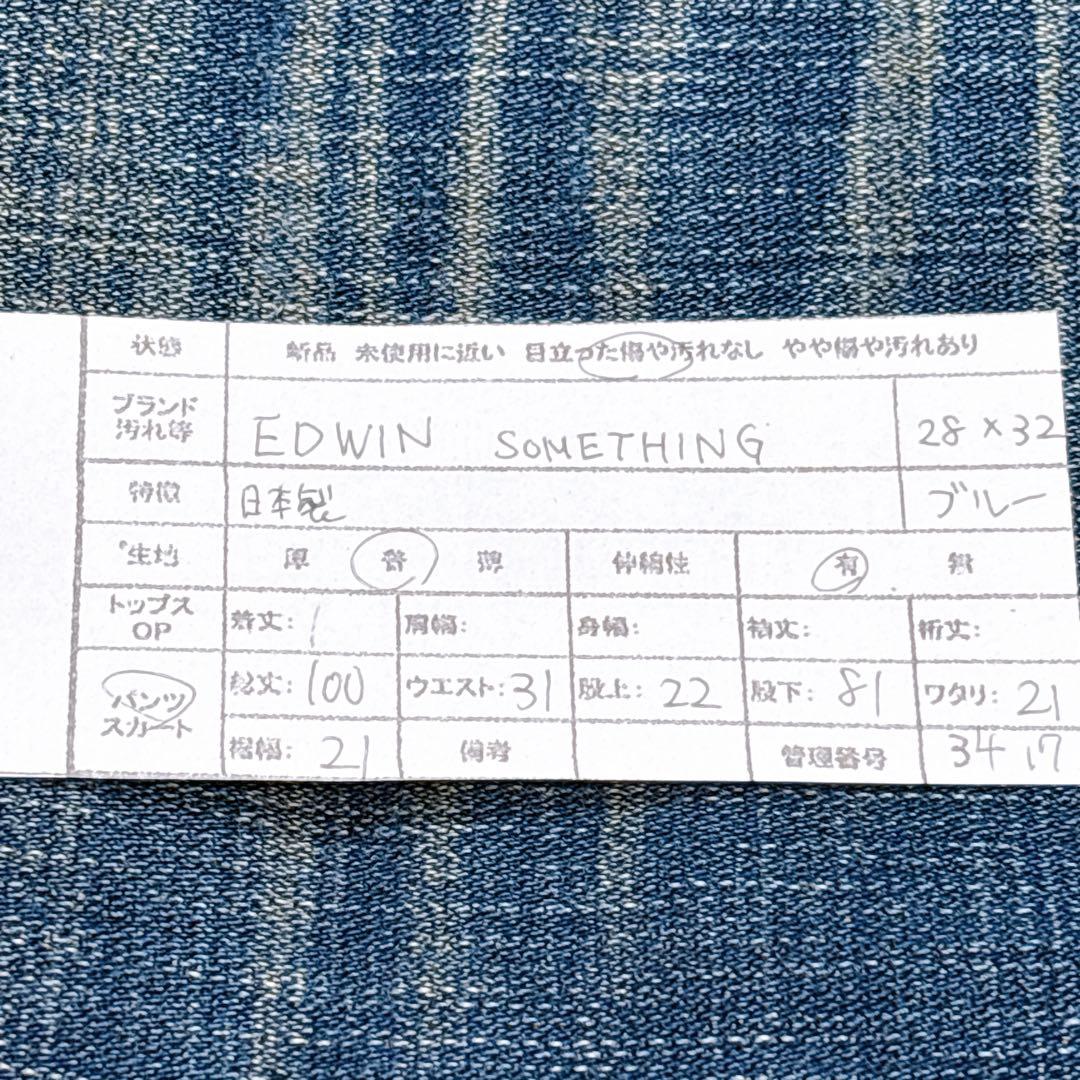 状態 新品 未使用に近い 目立った傷や汚れなし やや傷や汚れあり
ブランド
汚れ等 EDWIN SOMETHING 28×32
特徴 日本製 ブルー
生地 厚 普 薄 伸縮性 有 無
トップス
OP 着丈: 肩幅: 身幅: 袖丈: 裄丈:
パンツ
スカート 総丈: 100 ウエスト: 31 股上: 22 股下: 81 ワタリ: 21
裾幅: 21 備考 管理番号 3417